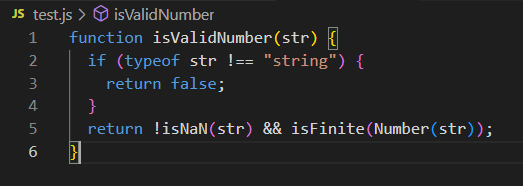 JS test.js > isValidNumber
1 function isValidNumber(str) {
2   if (typeof str !== "string") {
3     return false;
4   }
5   return !isNaN(str) && isFinite(Number(str));
6 }